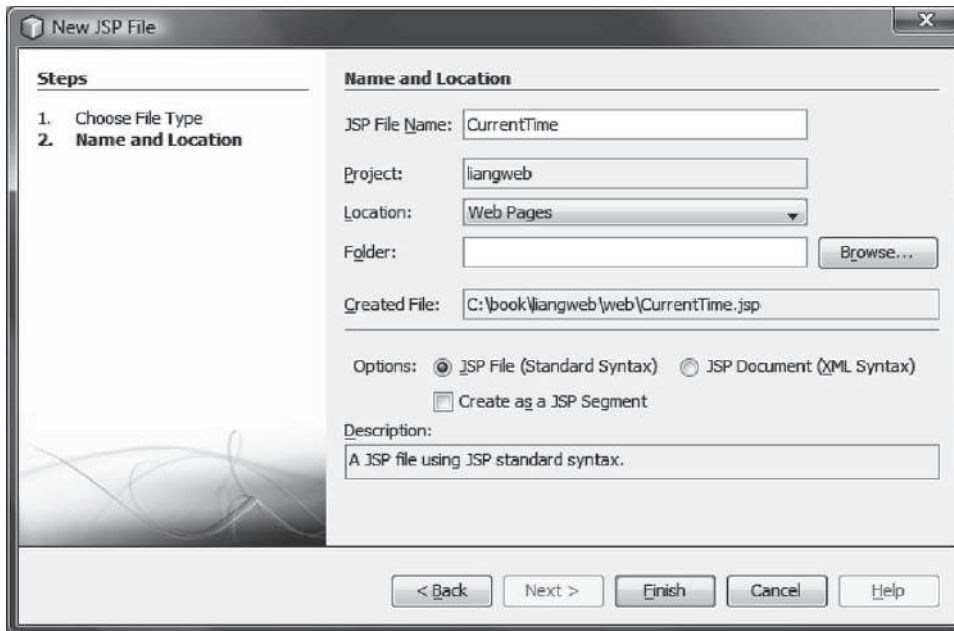 New JSP File
Steps
1. Choose File Type
2. Name and Location
Name and Location
JSP File Name: CurrentTime
Project: liangweb
Location: Web Pages
Folder: Browse...
Created File: C:\book\liangweb\web\CurrentTime.jsp
Options: JSP File (Standard Syntax) JSP Document (XML Syntax)
Create as a JSP Segment
Description:
A JSP file using JSP standard syntax.
< Back Next > Finish Cancel Help